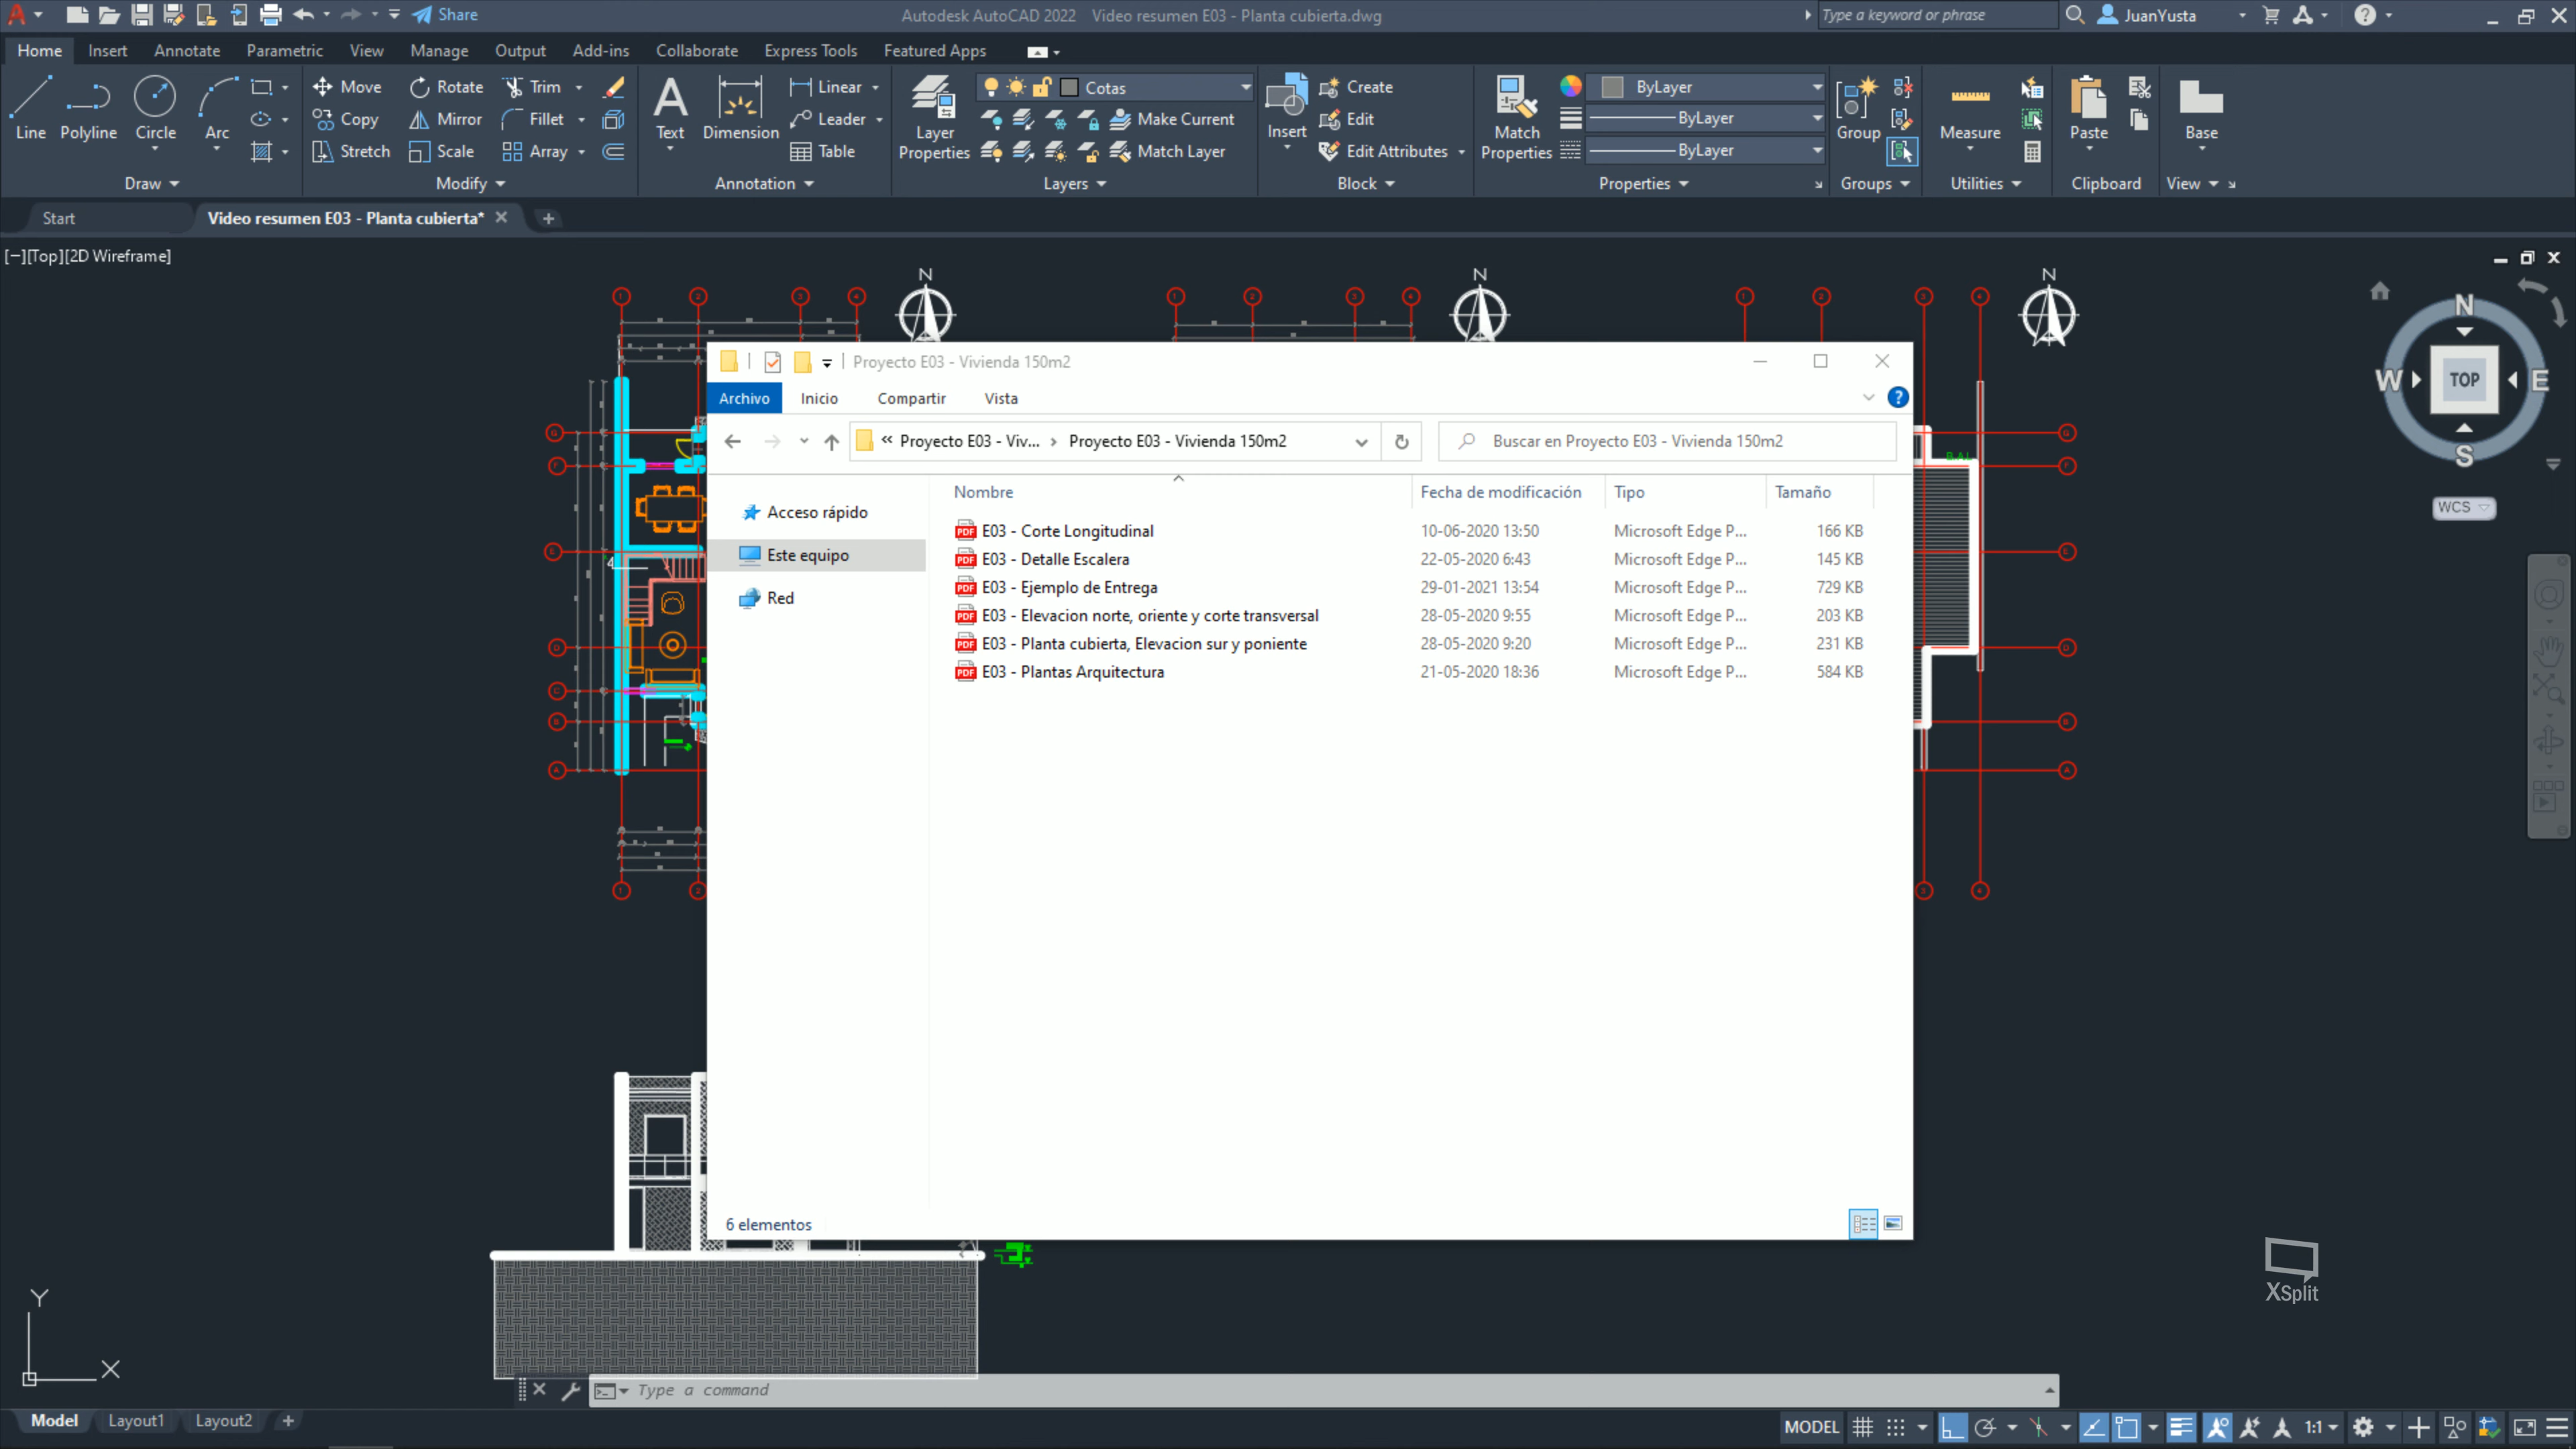 Share
Autodesk AutoCAD 2022 Video resumen E03 - Planta cubierta.dwg
Type a keyword or phrase
JuanYusta
Home Insert Annotate Parametric View Manage Output Add-ins Collaborate Express Tools Featured Apps
Line Polyline Circle Arc
Move Rotate Trim
Copy Mirror Fillet
Stretch Scale Array
Text Dimension
Linear
Leader
Table
Layer Properties
Cotas
Make Current
Match Layer
Insert
Create
Edit
Edit Attributes
Match Properties
ByLayer
ByLayer
ByLayer
Group
Measure
Paste
Base
Draw Modify Annotation Layers Block Properties Groups Utilities Clipboard View
Start
Video resumen E03 - Planta cubierta*
[−][Top][2D Wireframe]
N N N
N
W TOP E
S
WCS
Proyecto E03 - Vivienda 150m2
Archivo Inicio Compartir Vista
« Proyecto E03 - Viv... › Proyecto E03 - Vivienda 150m2
Buscar en Proyecto E03 - Vivienda 150m2
Acceso rápido
Este equipo
Red
Nombre Fecha de modificación Tipo Tamaño
PDF E03 - Corte Longitudinal 10-06-2020 13:50 Microsoft Edge P... 166 KB
PDF E03 - Detalle Escalera 22-05-2020 6:43 Microsoft Edge P... 145 KB
PDF E03 - Ejemplo de Entrega 29-01-2021 13:54 Microsoft Edge P... 729 KB
PDF E03 - Elevacion norte, oriente y corte transversal 28-05-2020 9:55 Microsoft Edge P... 203 KB
PDF E03 - Planta cubierta, Elevacion sur y poniente 28-05-2020 9:20 Microsoft Edge P... 231 KB
PDF E03 - Plantas Arquitectura 21-05-2020 18:36 Microsoft Edge P... 584 KB
6 elementos
XSplit
Y
X
Type a command
Model Layout1 Layout2
MODEL
1:1